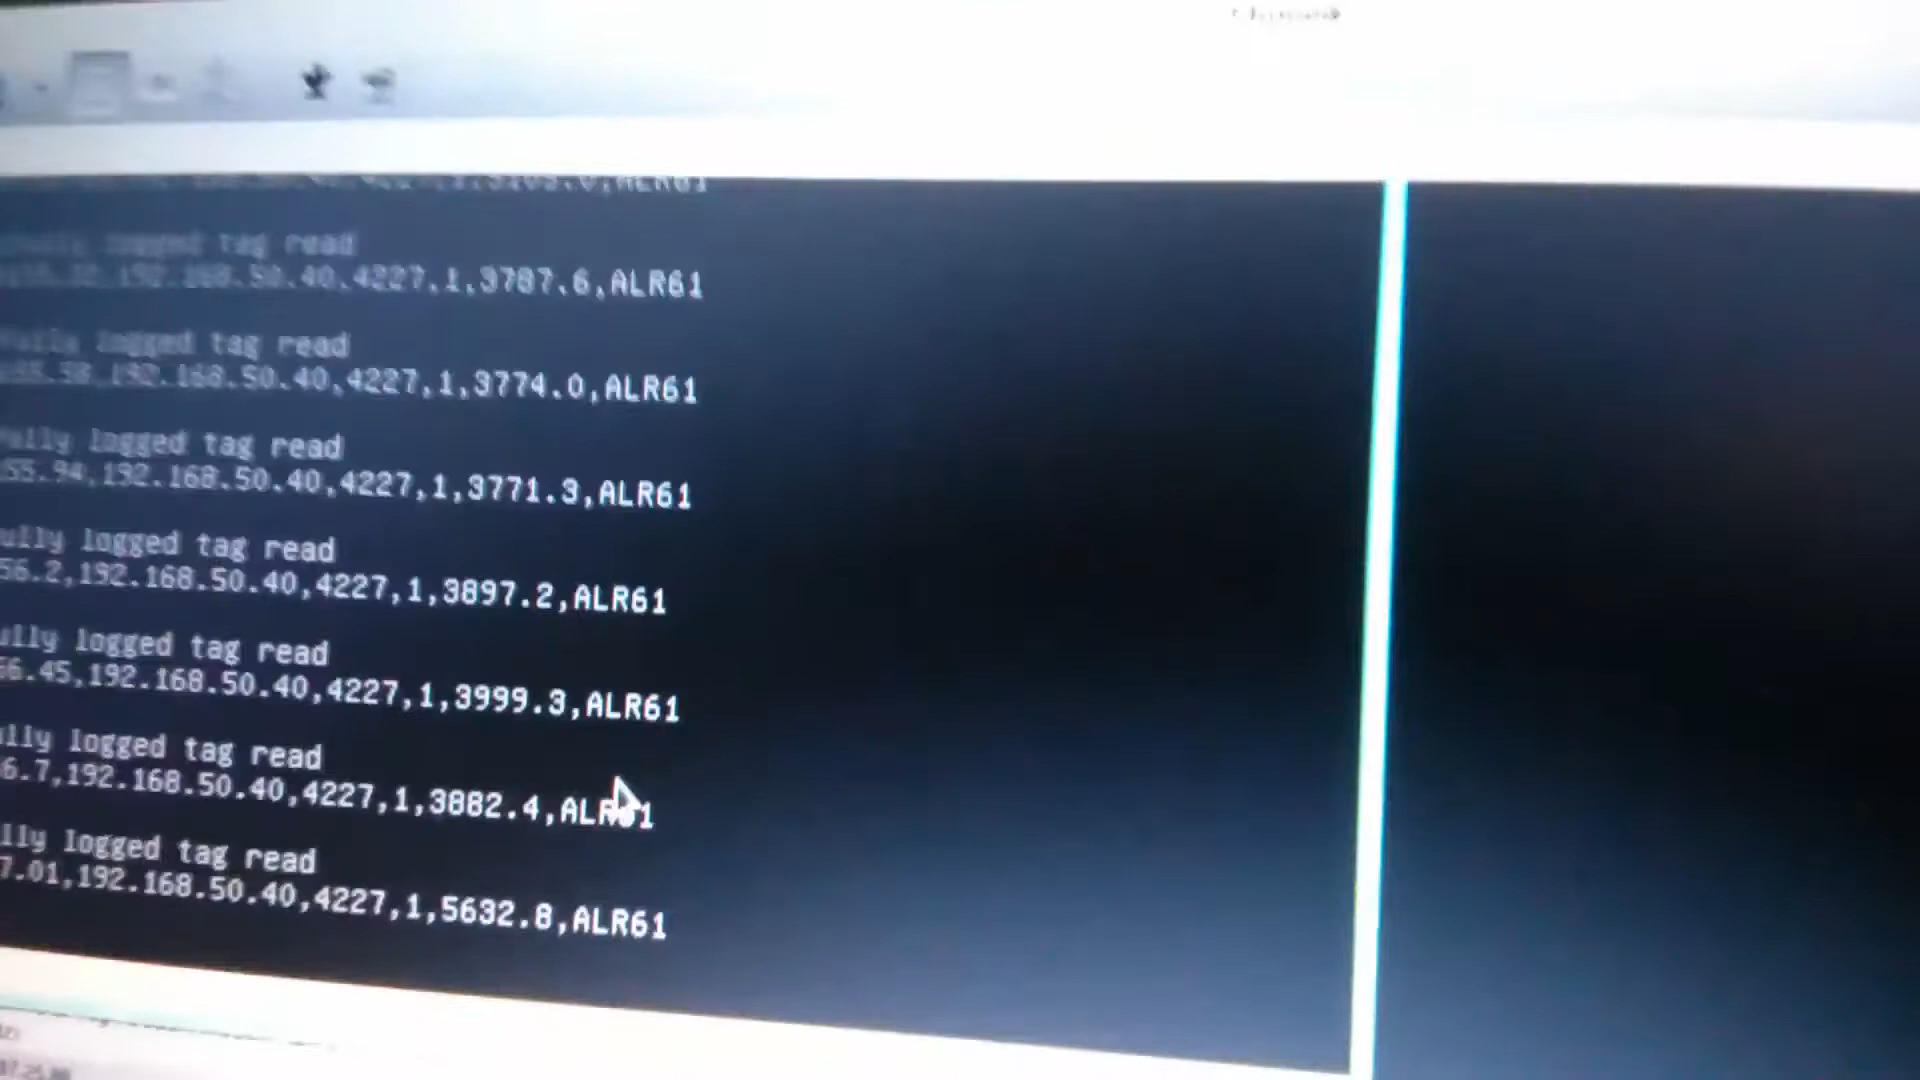 logged tag read
192.168.50.40,4227,1,3787.6,ALR61
logged tag read
192.168.50.40,4227,1,3774.0,ALR61
ully logged tag read
55.94,192.168.50.40,4227,1,3771.3,ALR61
ully logged tag read
56.2,192.168.50.40,4227,1,3897.2,ALR61
ully logged tag read
56.45,192.168.50.40,4227,1,3999.3,ALR61
lly logged tag read
6.7,192.168.50.40,4227,1,3882.4,ALR61
lly logged tag read
7.01,192.168.50.40,4227,1,5632.8,ALR61